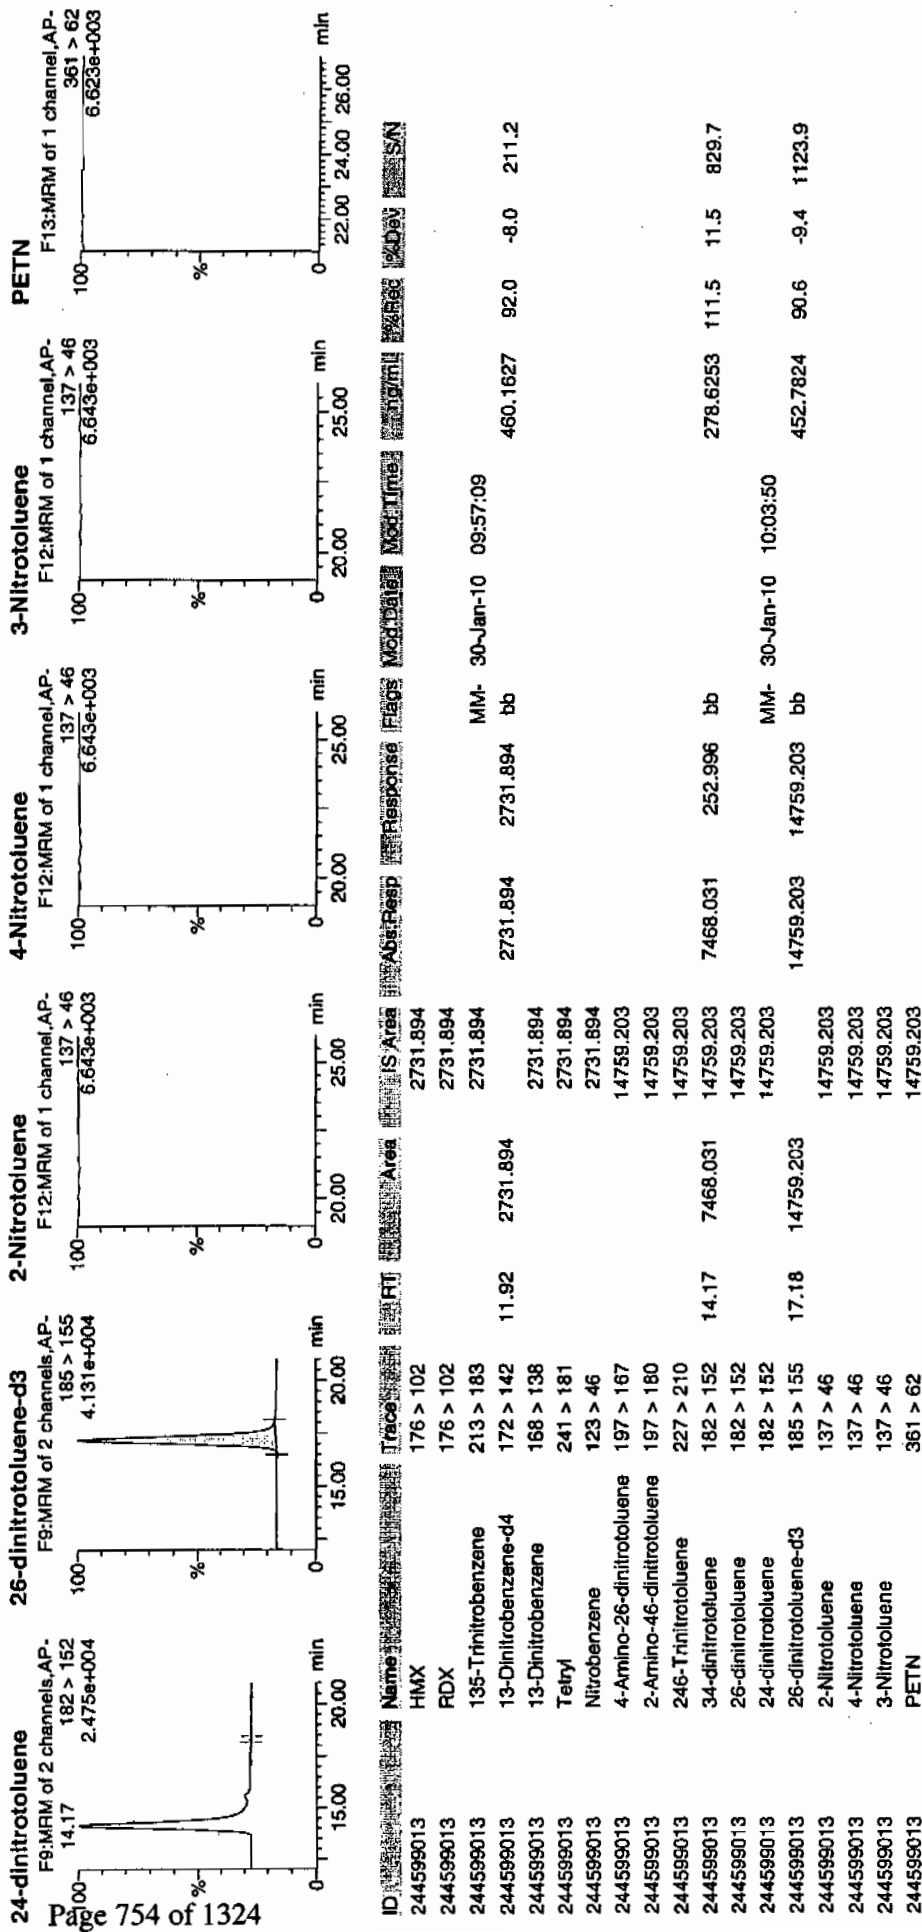 24-dinitrotoluene
F9:MRM of 2 channels,AP-
182 > 152
2.475e+004
14.17
100
%
0
15.00 20.00 min
26-dinitrotoluene-d3
F9:MRM of 2 channels,AP-
185 > 155
4.131e+004
100
%
0
15.00 20.00 min
2-Nitrotoluene
F12:MRM of 1 channel,AP-
137 > 46
6.643e+003
100
%
0
20.00 25.00 min
4-Nitrotoluene
F12:MRM of 1 channel,AP-
137 > 46
6.643e+003
100
%
0
20.00 25.00 min
3-Nitrotoluene
F12:MRM of 1 channel,AP-
137 > 46
6.643e+003
100
%
0
20.00 25.00 min
PETN
F13:MRM of 1 channel,AP-
361 > 62
6.623e+003
100
%
0
22.00 24.00 26.00 min
ID Name Trace RT Area IS Area Abs.Resp Response Flags Mod.Date Mod.Time ng/mL %Rec %Dev S/N
244599013 HMX 176 > 102 2731.894
244599013 RDX 176 > 102 2731.894
244599013 135-Trinitrobenzene 213 > 183 2731.894 MM- 30-Jan-10 09:57:09
244599013 13-Dinitrobenzene-d4 172 > 142 11.92 2731.894 2731.894 2731.894 bb 460.1627 92.0 -8.0 211.2
244599013 13-Dinitrobenzene 168 > 138 2731.894
244599013 Tetryl 241 > 181 2731.894
244599013 Nitrobenzene 123 > 46 2731.894
244599013 4-Amino-26-dinitrotoluene 197 > 167 14759.203
244599013 2-Amino-46-dinitrotoluene 197 > 180 14759.203
244599013 246-Trinitrotoluene 227 > 210 14759.203
244599013 34-dinitrotoluene 182 > 152 14.17 7468.031 14759.203 7468.031 252.996 bb 278.6253 111.5 11.5 829.7
244599013 26-dinitrotoluene 182 > 152 14759.203
244599013 24-dinitrotoluene 182 > 152 14759.203 MM- 30-Jan-10 10:03:50
244599013 26-dinitrotoluene-d3 185 > 155 17.18 14759.203 14759.203 14759.203 bb 452.7824 90.6 -9.4 1123.9
244599013 2-Nitrotoluene 137 > 46 14759.203
244599013 4-Nitrotoluene 137 > 46 14759.203
244599013 3-Nitrotoluene 137 > 46 14759.203
244599013 PETN 361 > 62 14759.203
Page 754 of 1324